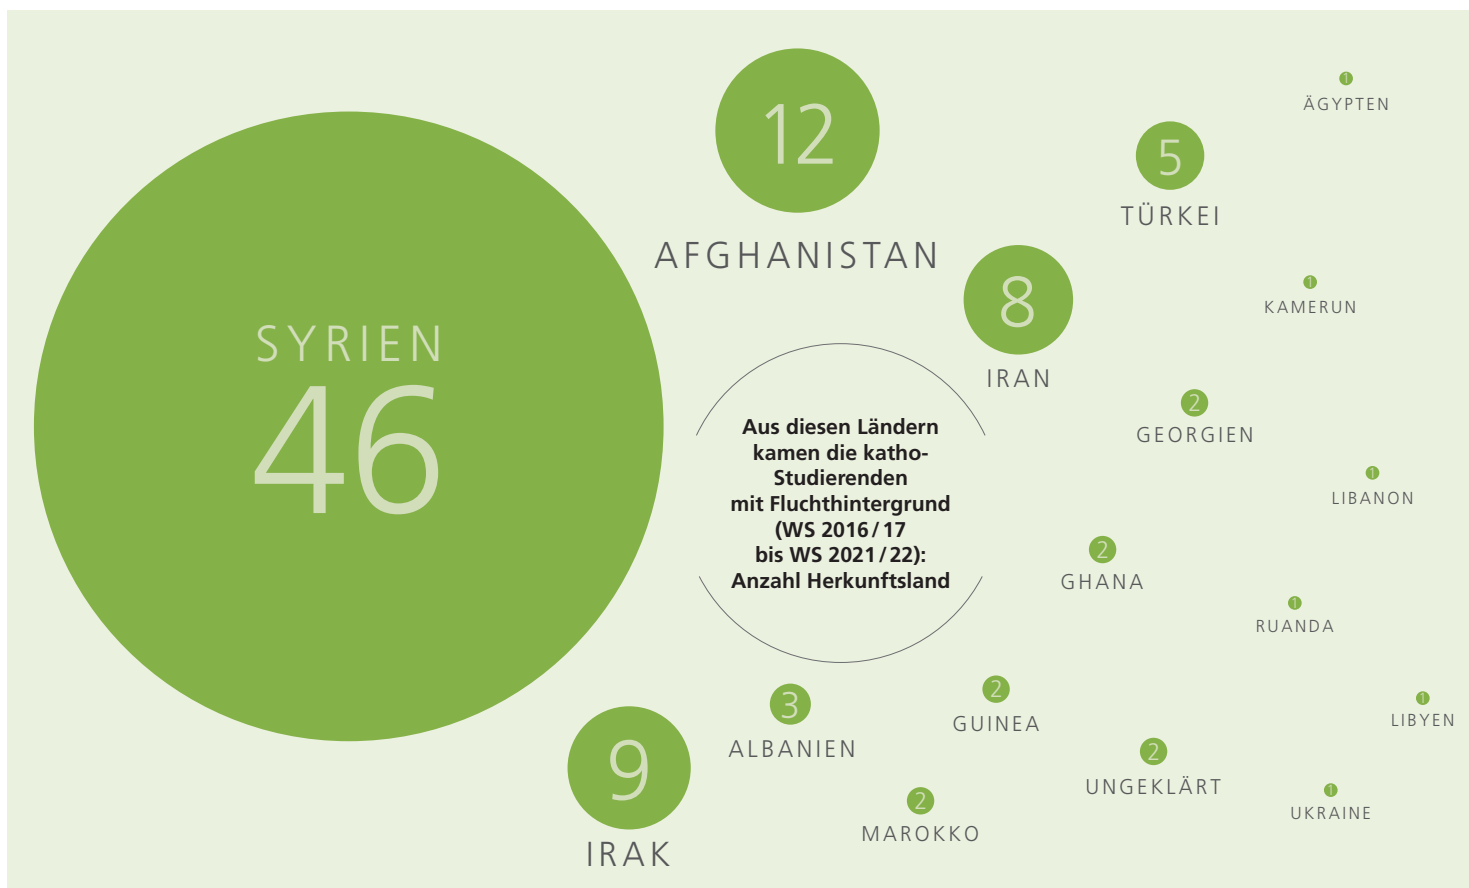 SYRIEN
46
12
AFGHANISTAN
5
TÜRKEI
1
ÄGYPTEN
8
IRAN
1
KAMERUN
Aus diesen Ländern
kamen die katho-
Studierenden
mit Fluchthintergrund
(WS 2016/17
bis WS 2021/22):
Anzahl Herkunftsland
2
GEORGIEN
1
LIBANON
2
GHANA
1
RUANDA
9
IRAK
3
ALBANIEN
2
GUINEA
2
MAROKKO
2
UNGEKLÄRT
1
LIBYEN
1
UKRAINE